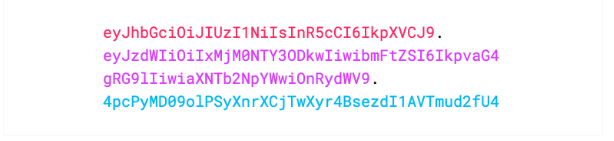 eyJhbGciOiJIUzI1NiIsInR5cCI6IkpXVCJ9.
eyJzdWIiOiIxMjM0NTY3ODkwIiwibmFtZSI6IkpvaG4
gRG9lIiwiaXNTb2NpYWwiOnRydWV9.
4pcPyMD09olPSyXnrXCjTwXyr4BsezdI1AVTmud2fU4